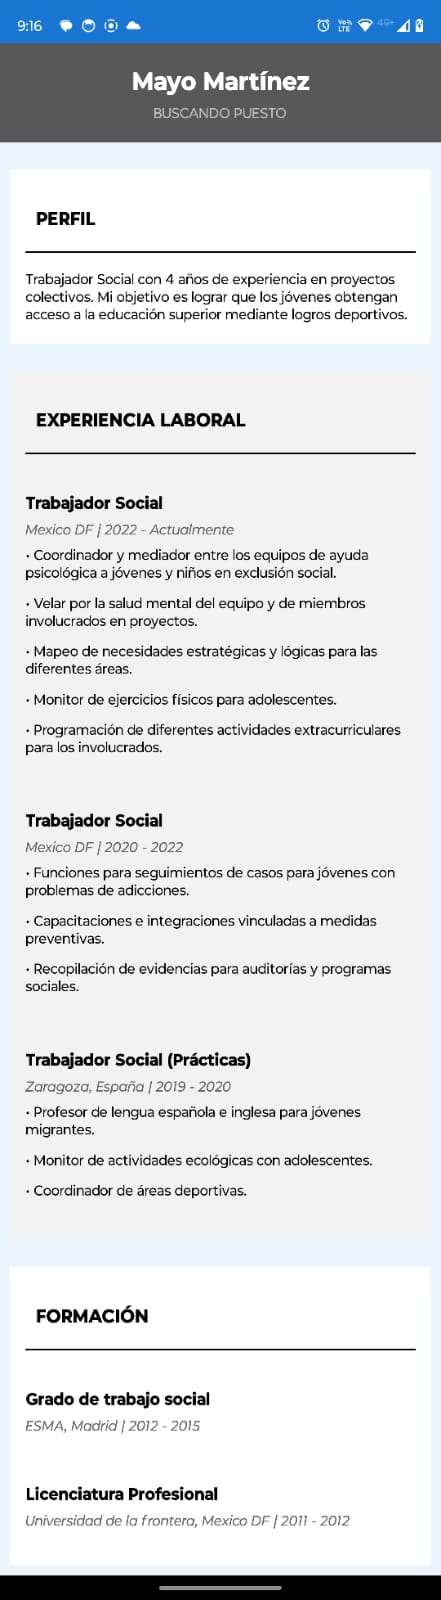 9:16
Vo))
LTE
4G+
Mayo Martínez
BUSCANDO PUESTO
PERFIL
Trabajador Social con 4 años de experiencia en proyectos
colectivos. Mi objetivo es lograr que los jóvenes obtengan
acceso a la educación superior mediante logros deportivos.
EXPERIENCIA LABORAL
Trabajador Social
Mexico DF | 2022 - Actualmente
• Coordinador y mediador entre los equipos de ayuda
psicológica a jóvenes y niños en exclusión social.
• Velar por la salud mental del equipo y de miembros
involucrados en proyectos.
• Mapeo de necesidades estratégicas y lógicas para las
diferentes áreas.
• Monitor de ejercicios físicos para adolescentes.
• Programación de diferentes actividades extracurriculares
para los involucrados.
Trabajador Social
Mexico DF | 2020 - 2022
• Funciones para seguimientos de casos para jóvenes con
problemas de adicciones.
• Capacitaciones e integraciones vinculadas a medidas
preventivas.
• Recopilación de evidencias para auditorías y programas
sociales.
Trabajador Social (Prácticas)
Zaragoza, España | 2019 - 2020
• Profesor de lengua española e inglesa para jóvenes
migrantes.
• Monitor de actividades ecológicas con adolescentes.
• Coordinador de áreas deportivas.
FORMACIÓN
Grado de trabajo social
ESMA, Madrid | 2012 - 2015
Licenciatura Profesional
Universidad de la frontera, Mexico DF | 2011 - 2012